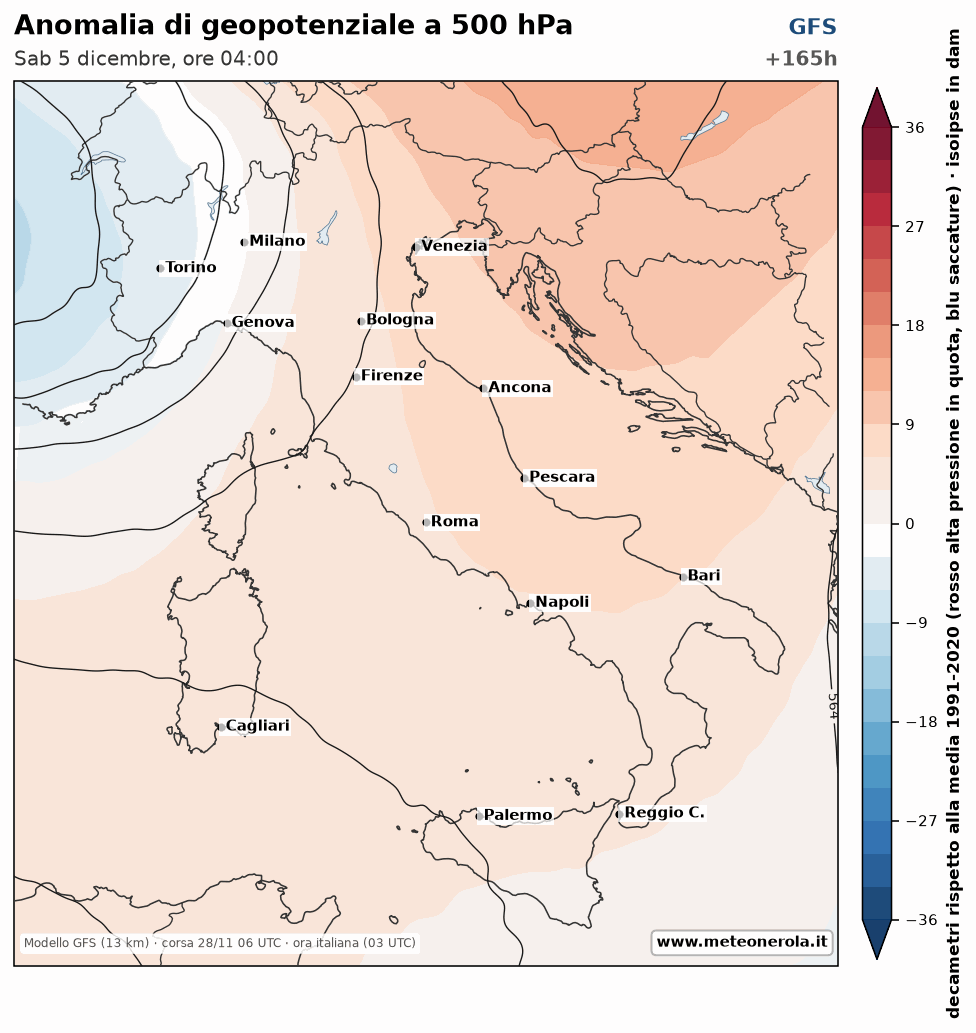 Anomalia di geopotenziale a 500 hPa
GFS
Sab 5 dicembre, ore 04:00
+165h
Milano
Venezia
Torino
Genova
Bologna
Firenze
Ancona
Pescara
Roma
Bari
Napoli
564
Cagliari
Palermo
Reggio C.
Modello GFS (13 km) · corsa 28/11 06 UTC · ora italiana (03 UTC)
www.meteonerola.it
36
27
18
9
0
−9
−18
−27
−36
decametri rispetto alla media 1991-2020 (rosso alta pressione in quota, blu saccature) · isoipse in dam